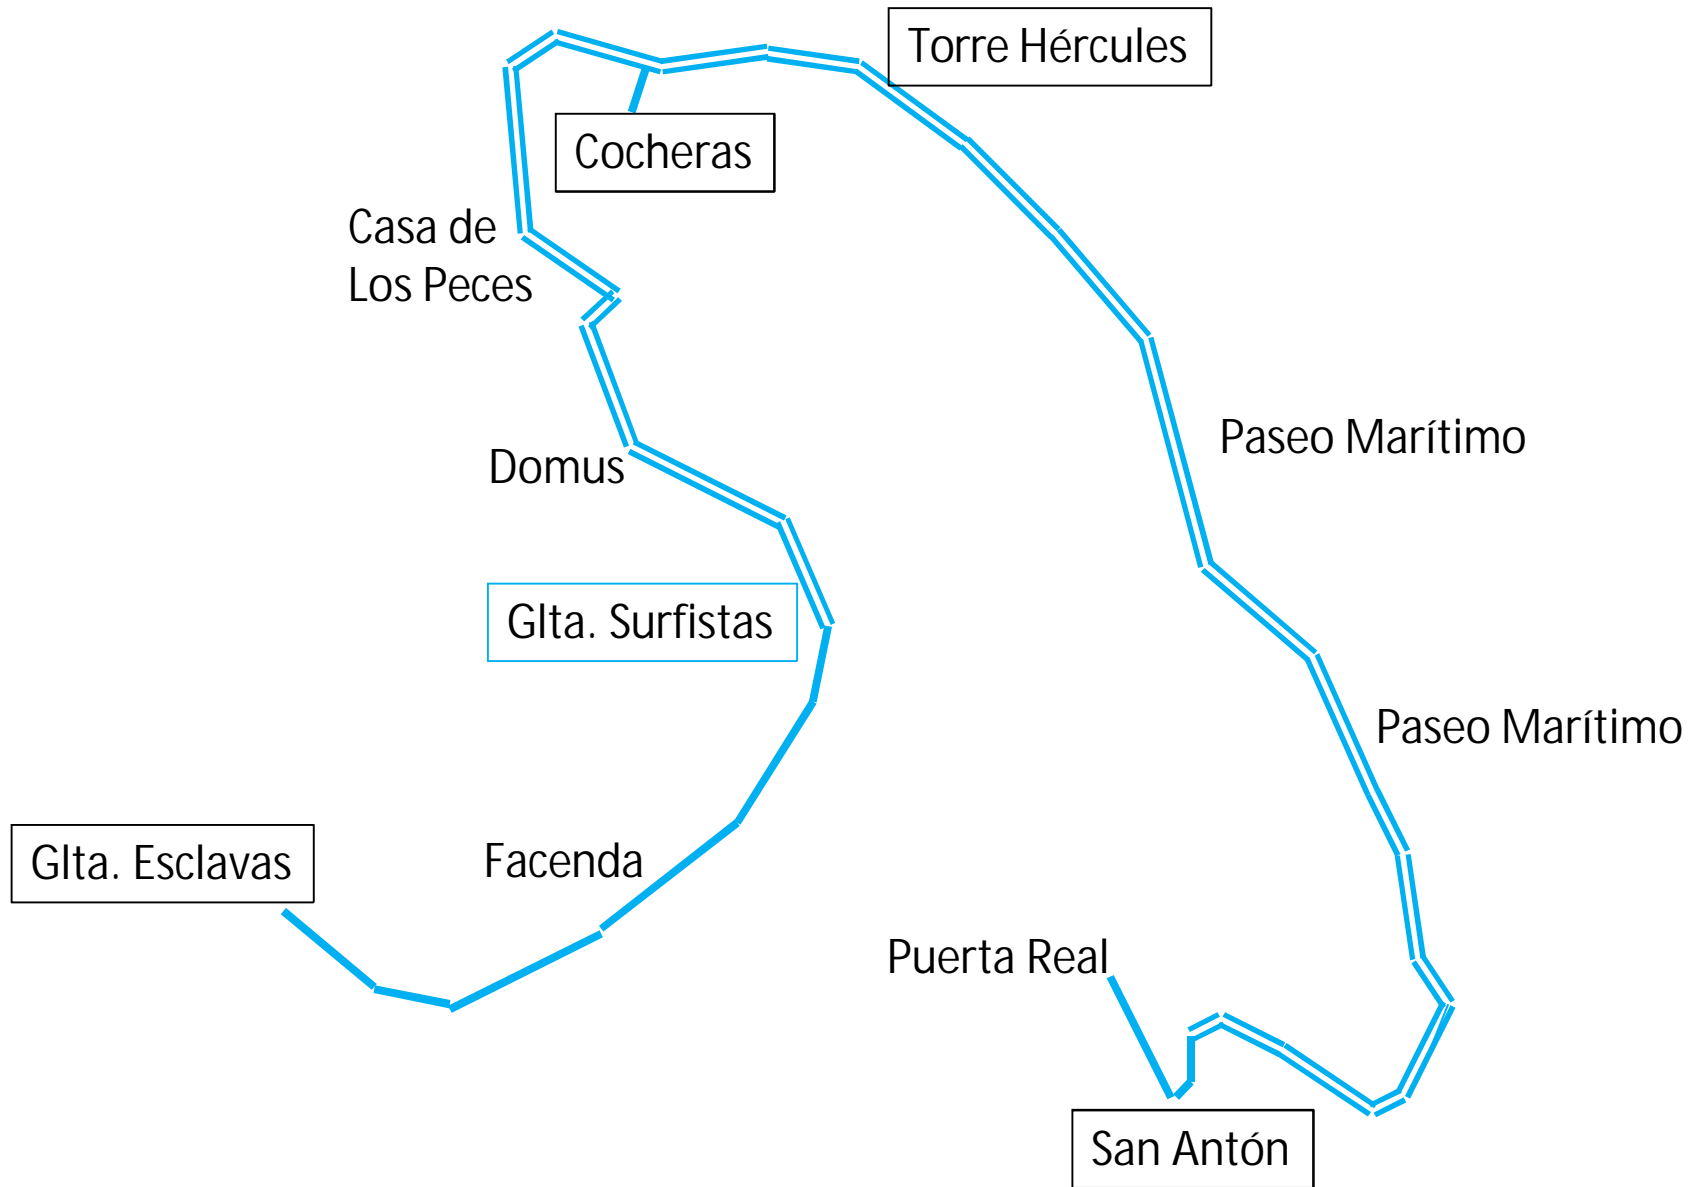 Torre Hércules
Cocheras
Casa de
Los Peces
Paseo Marítimo
Domus
Glta. Surfistas
Paseo Marítimo
Glta. Esclavas
Facenda
Puerta Real
San Antón